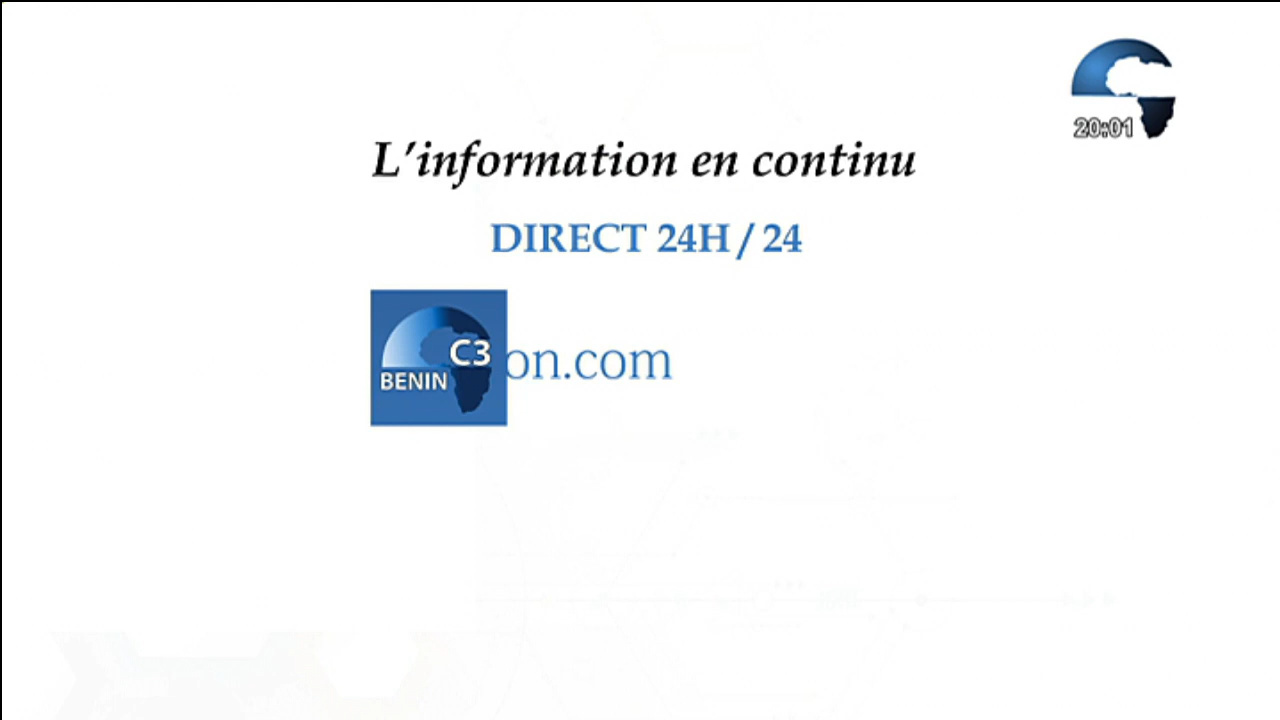 20:01
L'information en continu
DIRECT 24H / 24
C3
BENIN
on.com